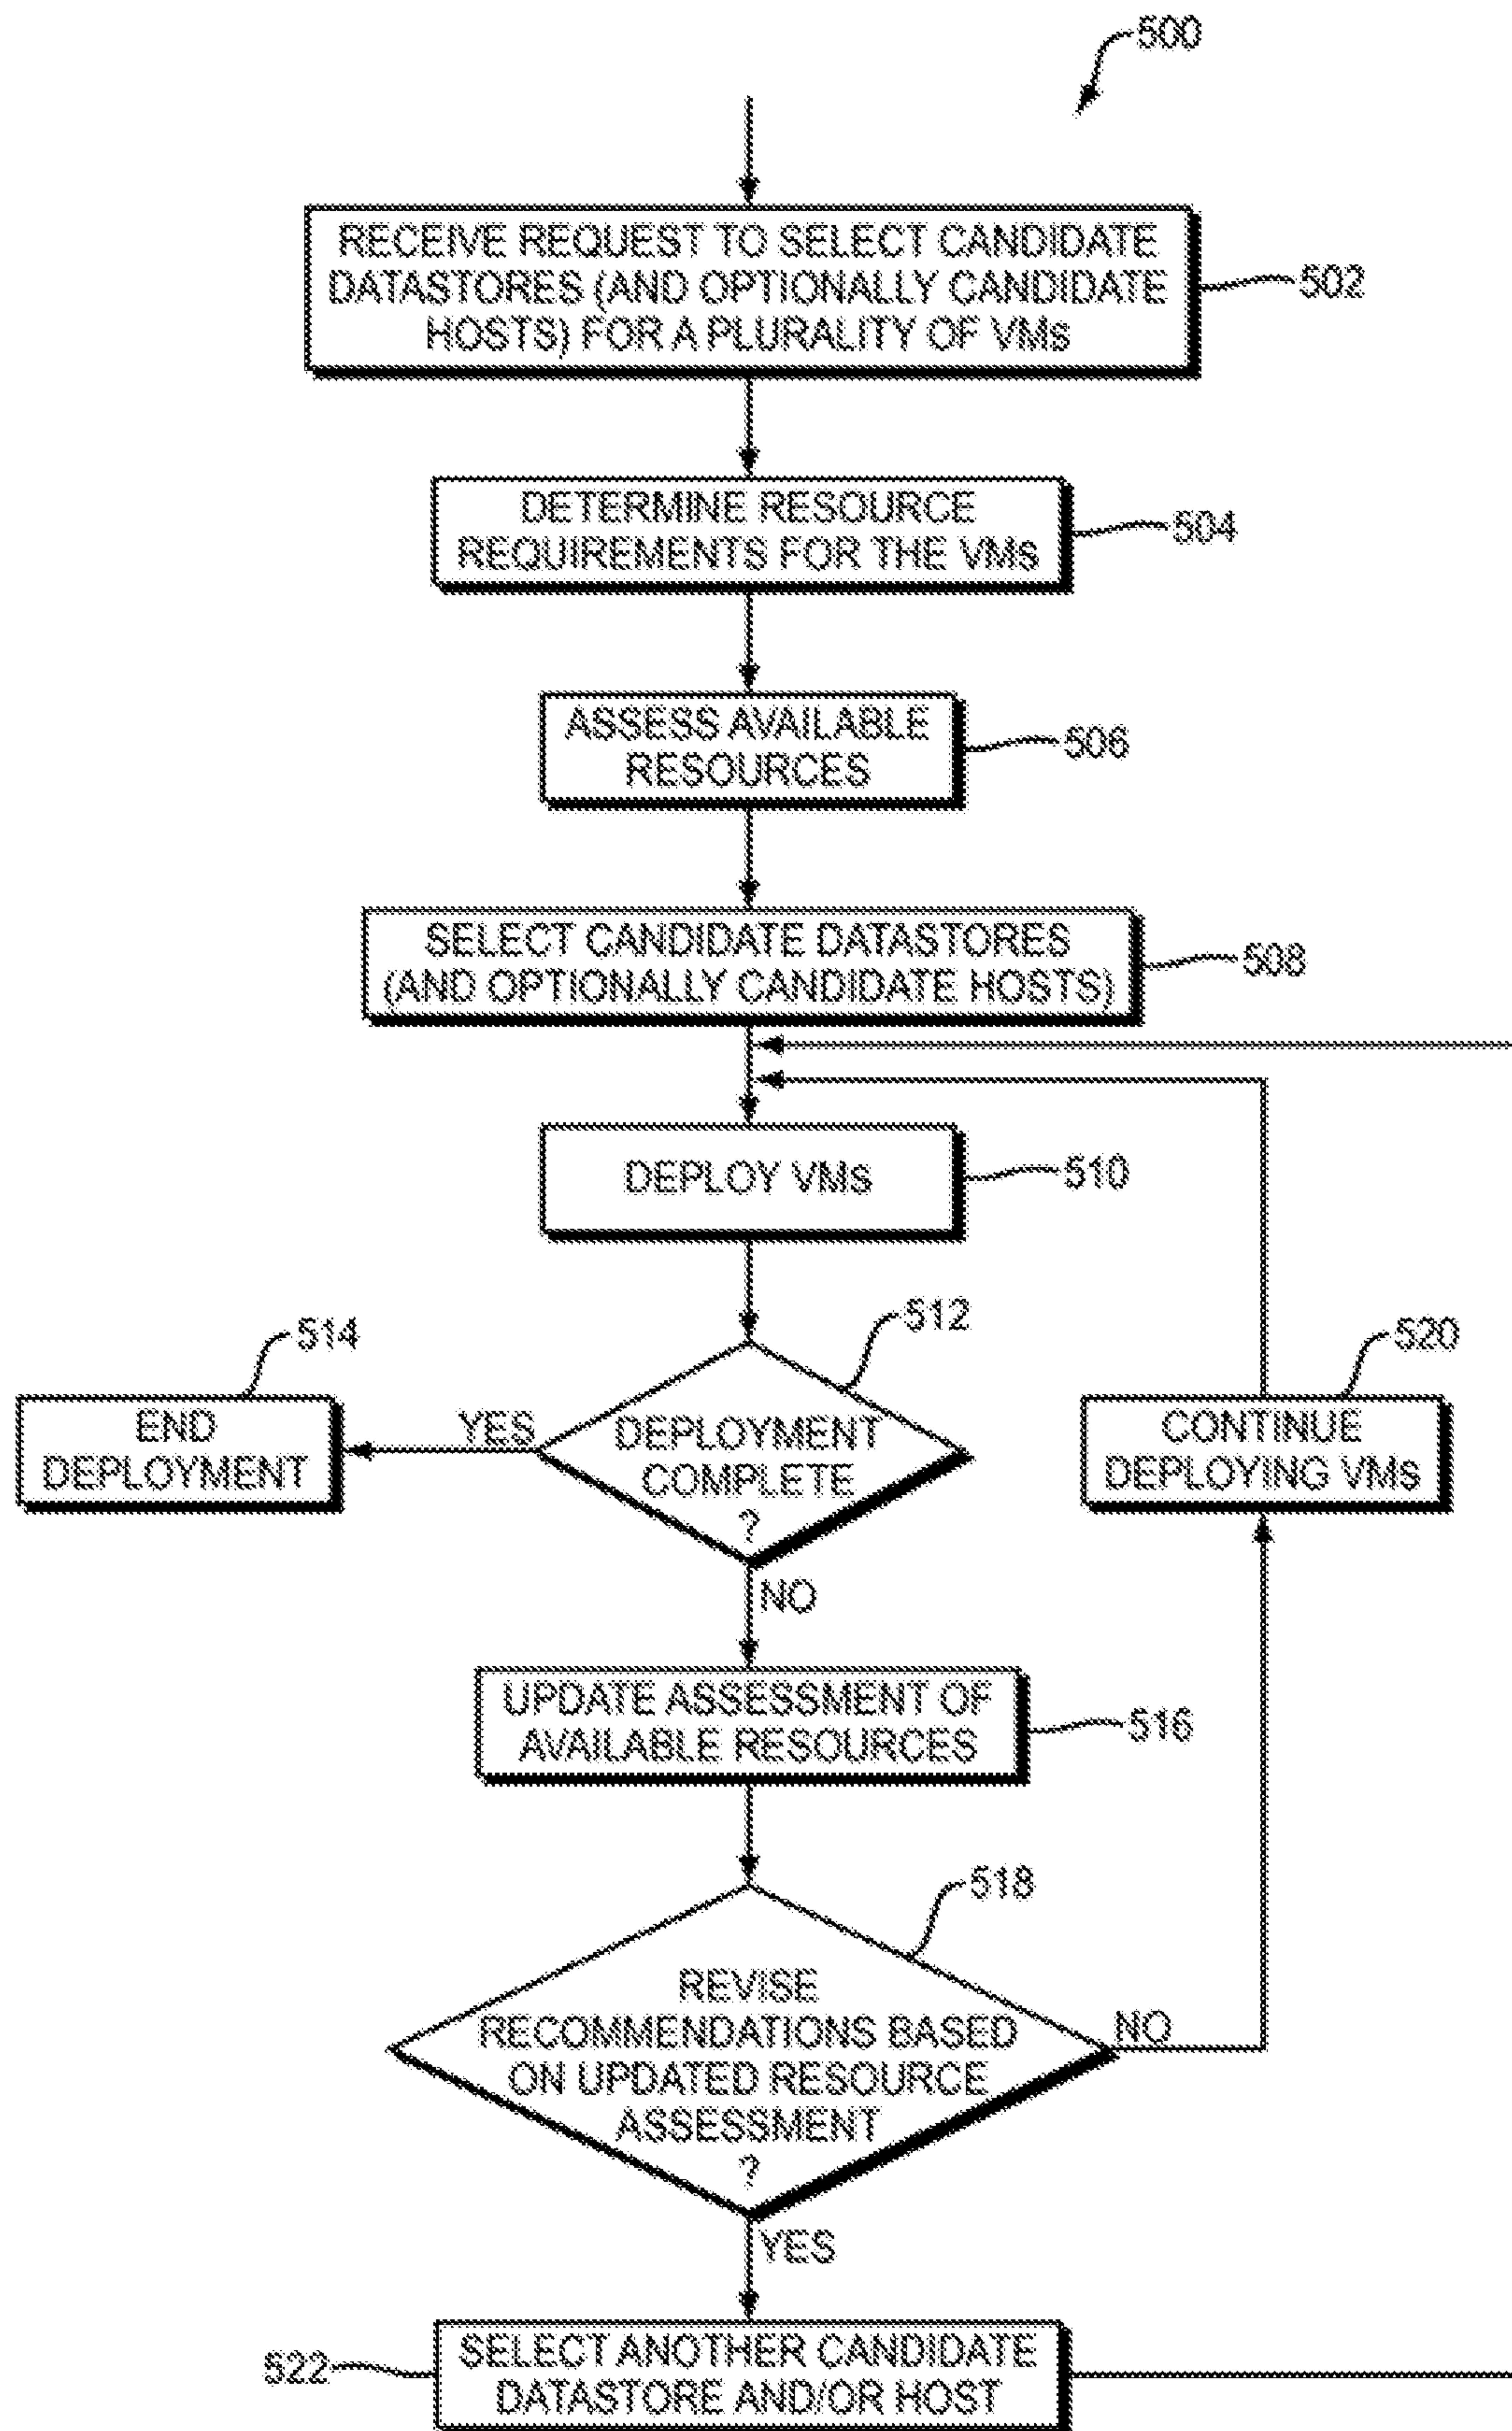 500
RECEIVE REQUEST TO SELECT CANDIDATE
DATASTORES (AND OPTIONALLY CANDIDATE
HOSTS) FOR A PLURALITY OF VMs
502
DETERMINE RESOURCE
REQUIREMENTS FOR THE VMs
504
ASSESS AVAILABLE
RESOURCES
506
SELECT CANDIDATE DATASTORES
(AND OPTIONALLY CANDIDATE HOSTS)
508
DEPLOY VMs
510
512
514
520
END
DEPLOYMENT
YES
DEPLOYMENT
COMPLETE
?
CONTINUE
DEPLOYING VMs
NO
UPDATE ASSESSMENT OF
AVAILABLE RESOURCES
516
518
REVISE
RECOMMENDATIONS BASED
ON UPDATED RESOURCE
ASSESSMENT
?
NO
YES
522
SELECT ANOTHER CANDIDATE
DATASTORE AND/OR HOST